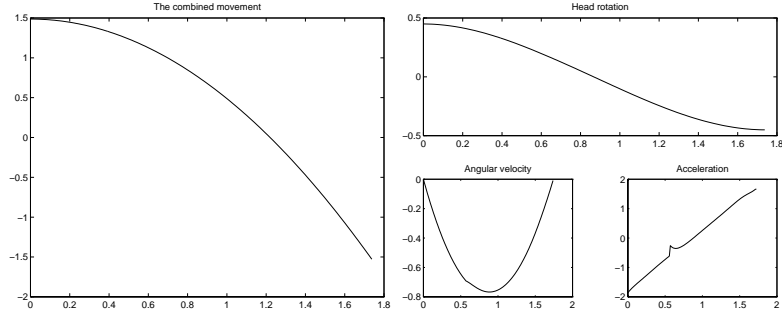 The combined movement
1.5
1
0.5
0
−0.5
−1
−1.5
−2
0 0.2 0.4 0.6 0.8 1.0 1.2 1.4 1.6 1.8
Head rotation
0.5
0
−0.5
0 0.2 0.4 0.6 0.8 1 1.2 1.4 1.6 1.8
Angular velocity
0
−0.2
−0.4
−0.6
−0.8
0 0.5 1 1.5 2
Acceleration
2
1
0
−1
−2
0 0.5 1 1.5 2